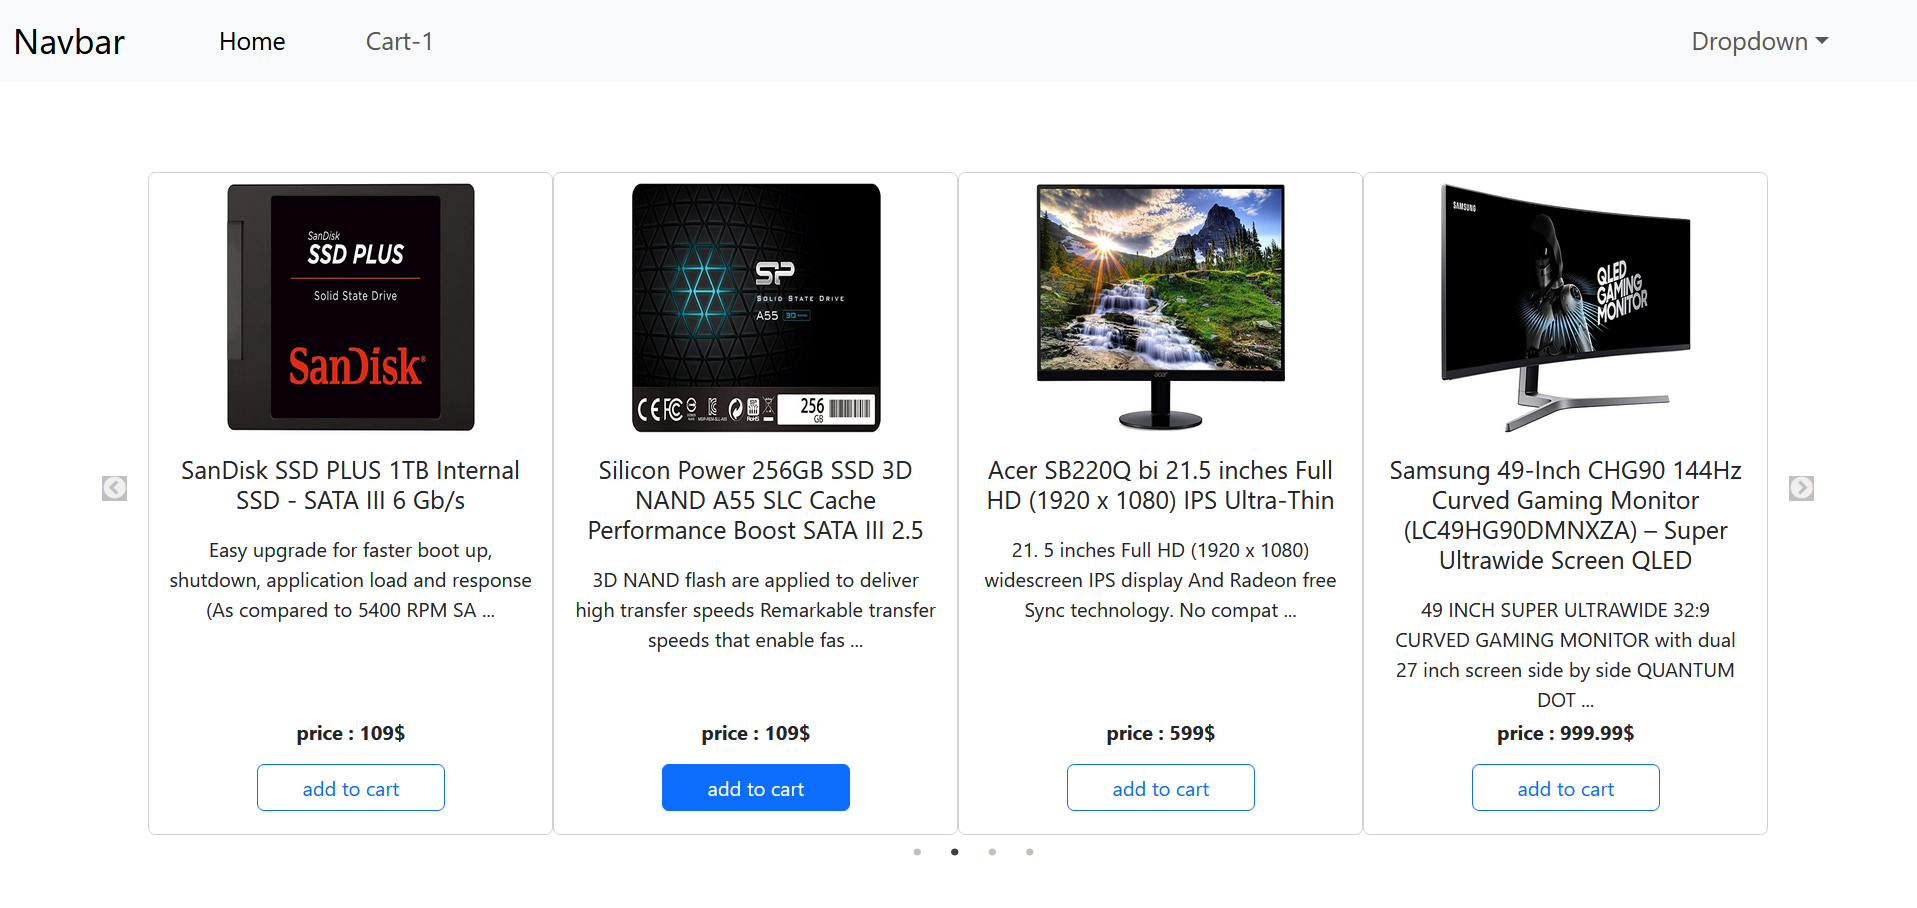 Navbar
Home
Cart-1
Dropdown
SanDisk
SSD PLUS
Solid State Drive
SanDisk®
SanDisk SSD PLUS 1TB Internal
SSD - SATA III 6 Gb/s
Easy upgrade for faster boot up,
shutdown, application load and response
(As compared to 5400 RPM SA ...
price : 109$
add to cart
SP
SOLID STATE DRIVE
A55
256
GB
Silicon Power 256GB SSD 3D
NAND A55 SLC Cache
Performance Boost SATA III 2.5
3D NAND flash are applied to deliver
high transfer speeds Remarkable transfer
speeds that enable fas ...
price : 109$
add to cart
acer
Acer SB220Q bi 21.5 inches Full
HD (1920 x 1080) IPS Ultra-Thin
21. 5 inches Full HD (1920 x 1080)
widescreen IPS display And Radeon free
Sync technology. No compat ...
price : 599$
add to cart
SAMSUNG
QLED
GAMING
MONITOR
Samsung 49-Inch CHG90 144Hz
Curved Gaming Monitor
(LC49HG90DMNXZA) – Super
Ultrawide Screen QLED
49 INCH SUPER ULTRAWIDE 32:9
CURVED GAMING MONITOR with dual
27 inch screen side by side QUANTUM
DOT ...
price : 999.99$
add to cart